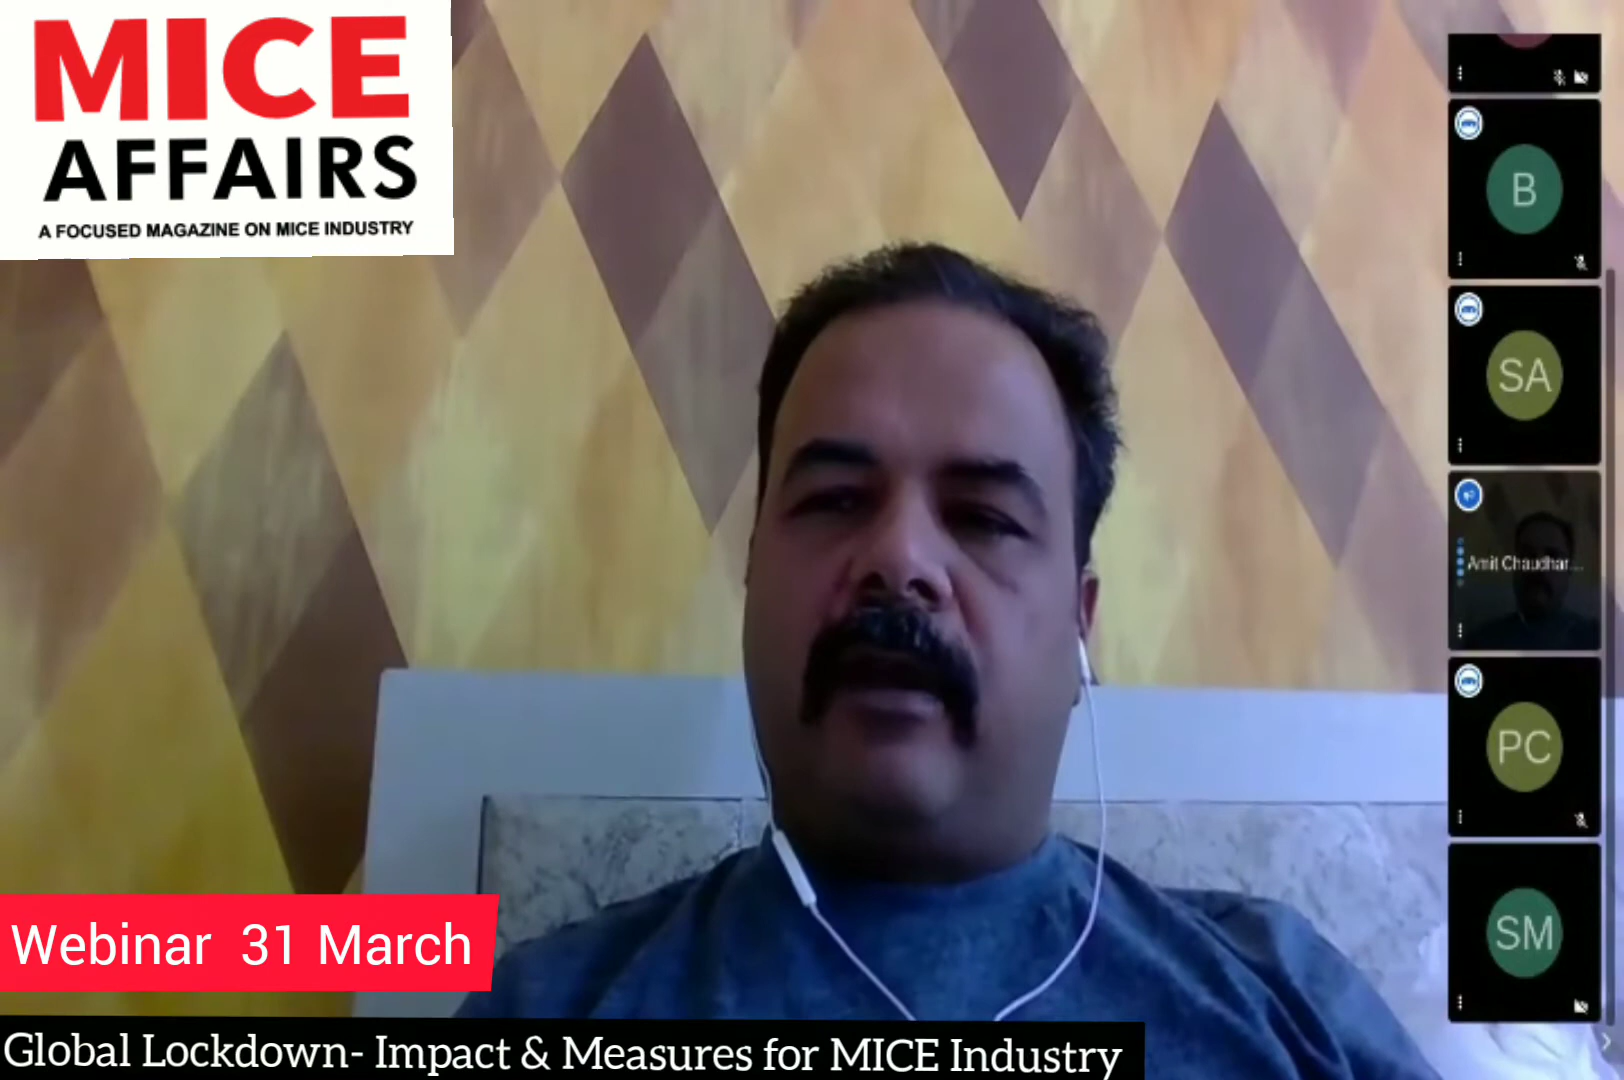 MICE
AFFAIRS
A FOCUSED MAGAZINE ON MICE INDUSTRY
B
SA
Amit Chaudhar...
PC
SM
Webinar 31 March
Global Lockdown- Impact & Measures for MICE Industry